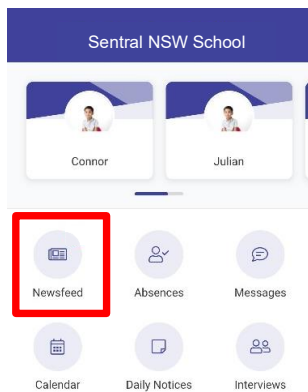 Sentral NSW School
Connor Julian
Newsfeed Absences Messages
Calendar Daily Notices Interviews